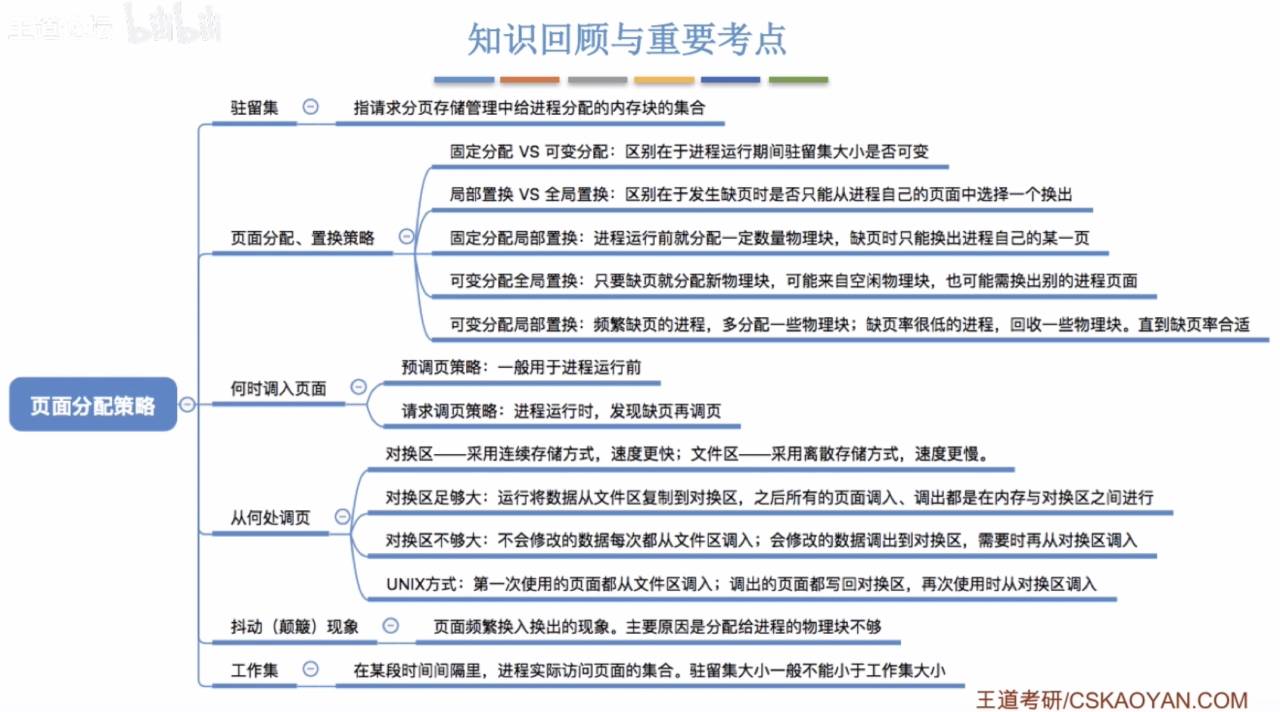 王道论坛 bilibili
知识回顾与重要考点
驻留集
指请求分页存储管理中给进程分配的内存块的集合
固定分配 VS 可变分配：区别在于进程运行期间驻留集大小是否可变
局部置换 VS 全局置换：区别在于发生缺页时是否只能从进程自己的页面中选择一个换出
页面分配、置换策略
固定分配局部置换：进程运行前就分配一定数量物理块，缺页时只能换出进程自己的某一页
可变分配全局置换：只要缺页就分配新物理块，可能来自空闲物理块，也可能需换出别的进程页面
可变分配局部置换：频繁缺页的进程，多分配一些物理块；缺页率很低的进程，回收一些物理块。直到缺页率合适
预调页策略：一般用于进程运行前
何时调入页面
请求调页策略：进程运行时，发现缺页再调页
页面分配策略
对换区——采用连续存储方式，速度更快；文件区——采用离散存储方式，速度更慢。
对换区足够大：运行将数据从文件区复制到对换区，之后所有的页面调入、调出都是在内存与对换区之间进行
从何处调页
对换区不够大：不会修改的数据每次都从文件区调入；会修改的数据调出到对换区，需要时再从对换区调入
UNIX方式：第一次使用的页面都从文件区调入；调出的页面都写回对换区，再次使用时从对换区调入
抖动（颠簸）现象
页面频繁换入换出的现象。主要原因是分配给进程的物理块不够
工作集
在某段时间间隔里，进程实际访问页面的集合。驻留集大小一般不能小于工作集大小
王道考研/CSKAOYAN.COM